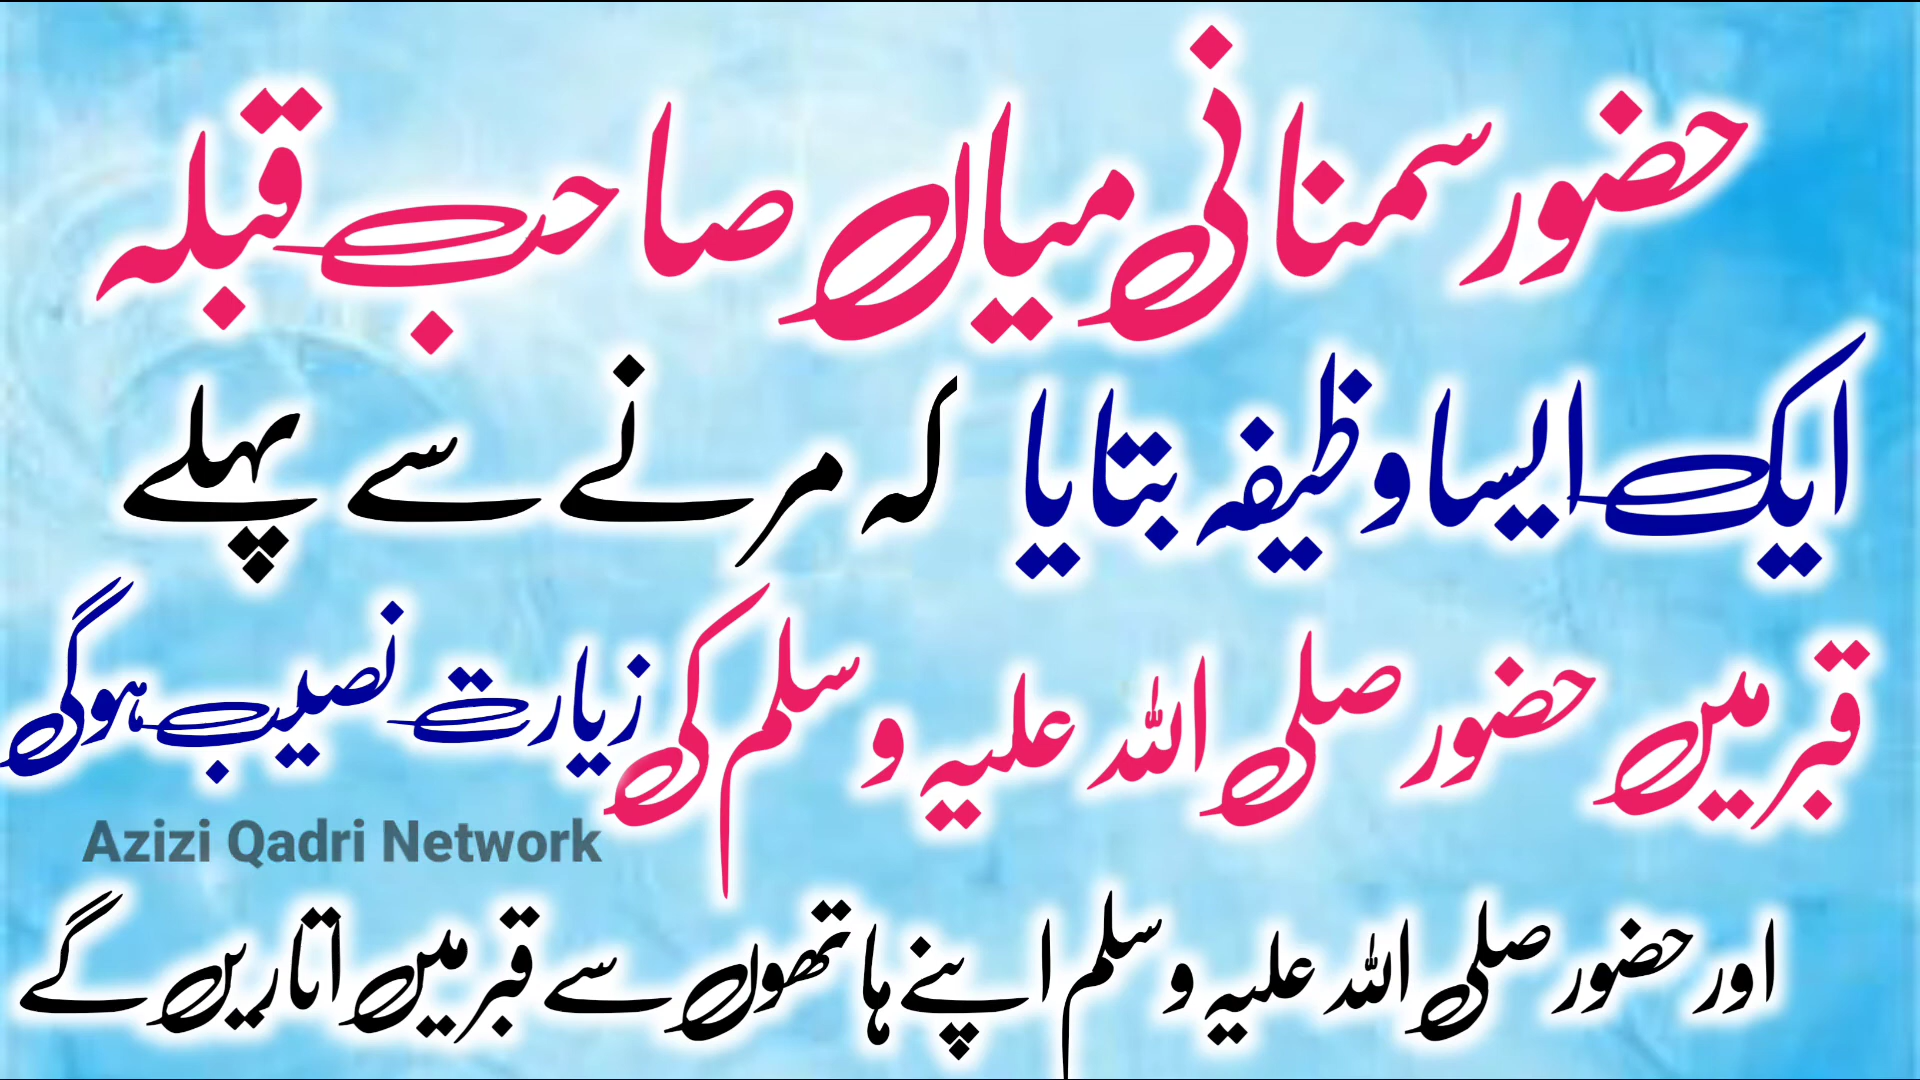 حضور سمنانی میاں صاحب قبلہ
ایک ایسا وظیفہ بتایا کہ مرنے سے پہلے
قبر میں حضور صلی اللہ علیہ وسلم کی زیارت نصیب ہوگی
Azizi Qadri Network
اور حضور صلی اللہ علیہ وسلم اپنے ہاتھوں سے قبر میں اتاریں گے